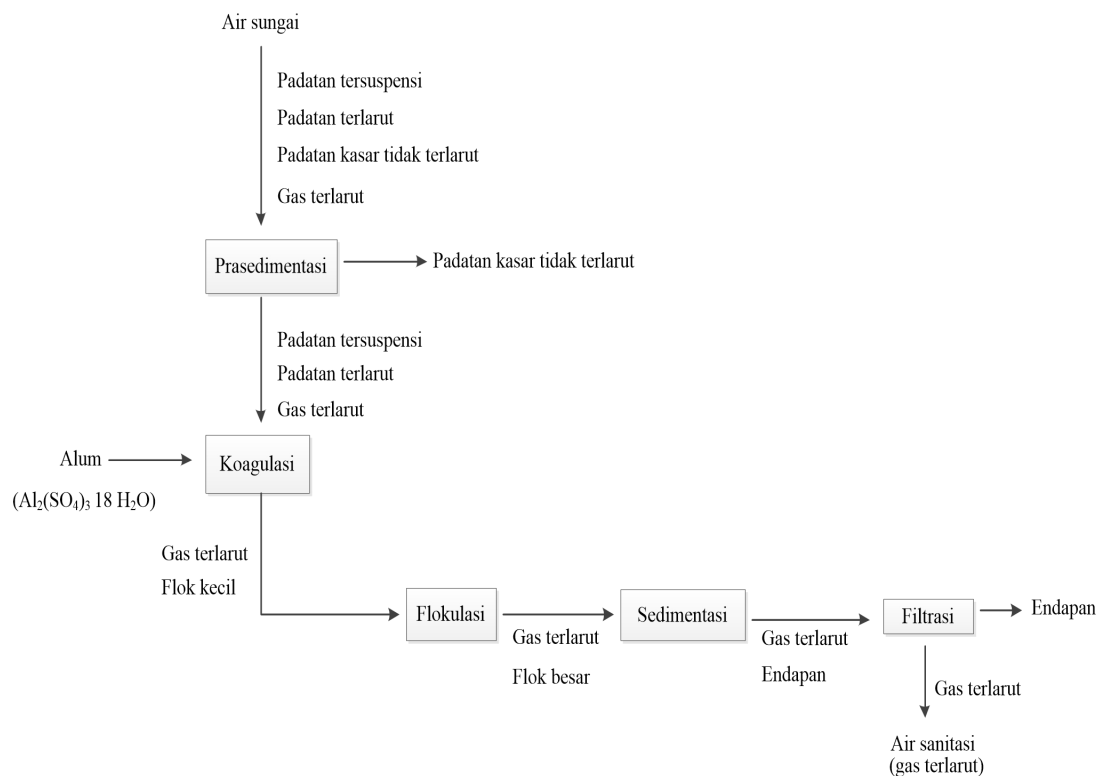 Air sungai
Padatan tersuspensi
Padatan terlarut
Padatan kasar tidak terlarut
Gas terlarut
Prasedimentasi
Padatan kasar tidak terlarut
Padatan tersuspensi
Padatan terlarut
Gas terlarut
Alum
(Al₂(SO₄)₃ 18 H₂O)
Koagulasi
Gas terlarut
Flok kecil
Flokulasi
Gas terlarut
Flok besar
Sedimentasi
Gas terlarut
Endapan
Filtrasi
Endapan
Gas terlarut
Air sanitasi
(gas terlarut)